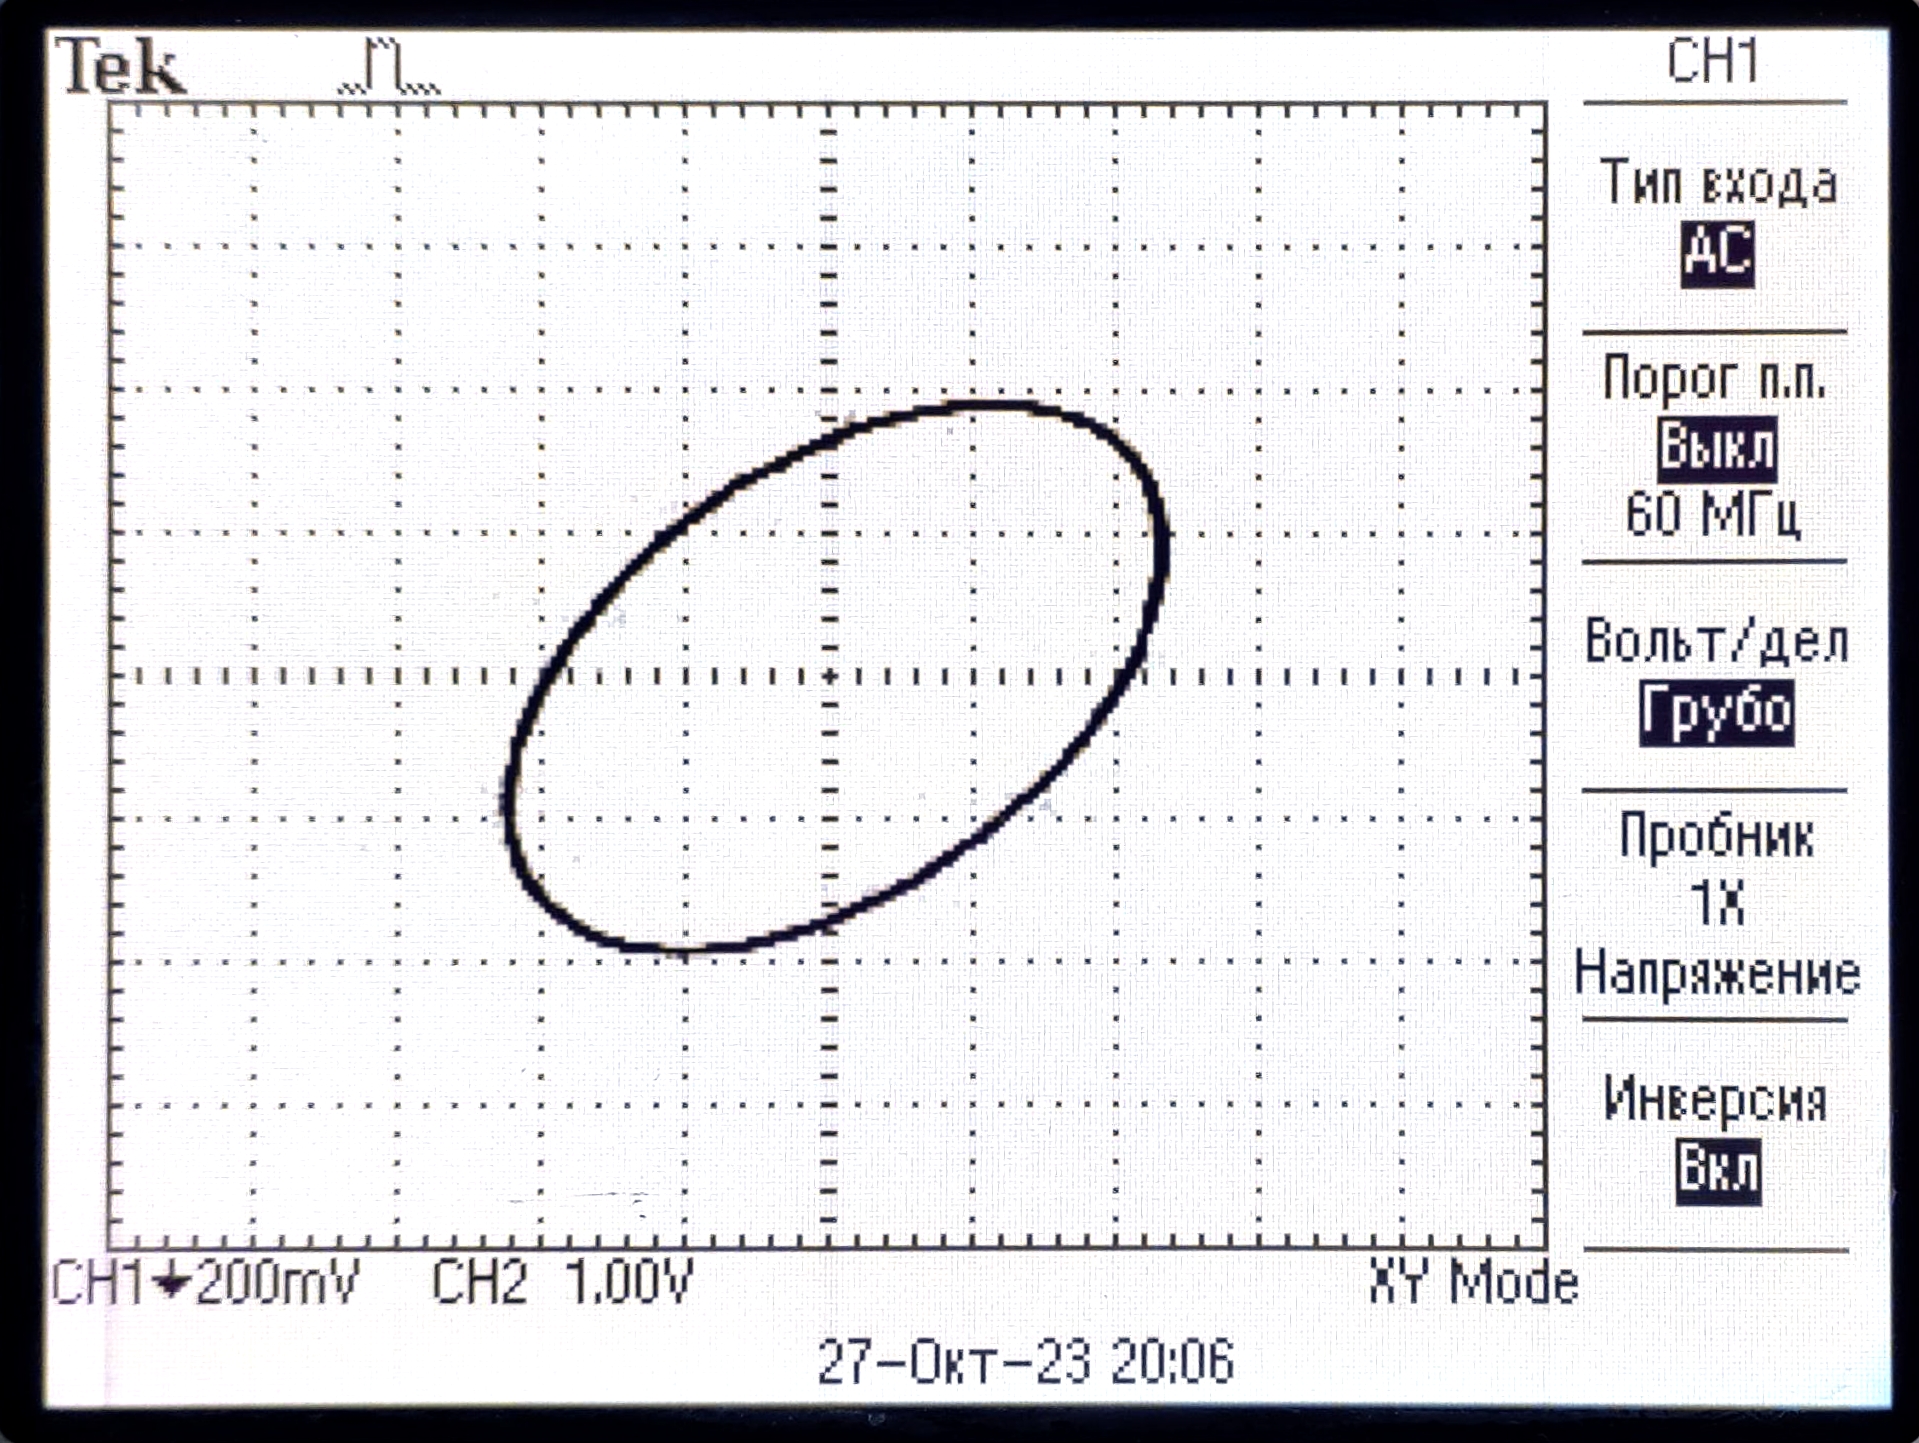 Tek
CH1
Тип входа
АС
Порог п.п.
Выкл
60 МГц
Вольт/дел
Грубо
Пробник
1X
Напряжение
Инверсия
Вкл
CH1 200mV CH2 1.00V XY Mode
27-Окт-23 20:06